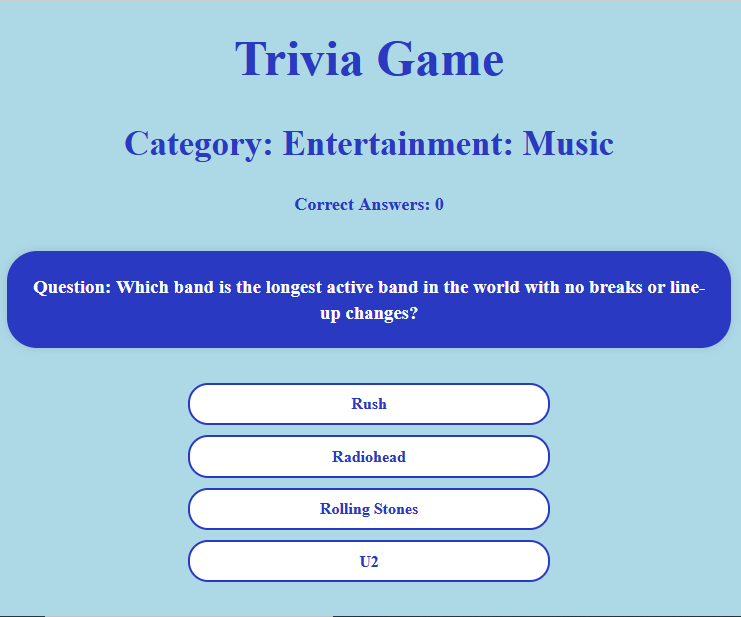 Trivia Game
Category: Entertainment: Music
Correct Answers: 0
Question: Which band is the longest active band in the world with no breaks or line-
up changes?
Rush
Radiohead
Rolling Stones
U2